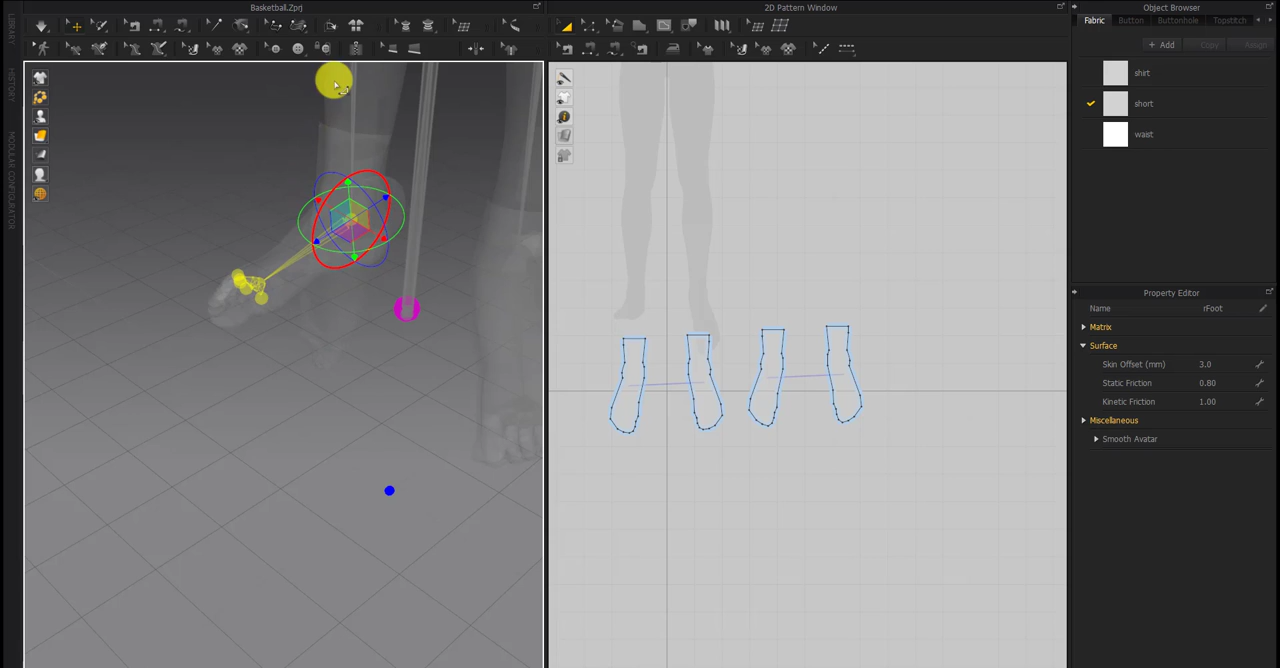 Basketball.Zprj
2D Pattern Window
Object Browser
LIBRARY
HISTORY
MODULAR CONFIGURATOR
Fabric
Button
Buttonhole
Topstitch
+ Add
Copy
Assign
shirt
short
waist
Property Editor
Name rFoot
Matrix
Surface
Skin Offset (mm) 3.0
Static Friction 0.80
Kinetic Friction 1.00
Miscellaneous
Smooth Avatar